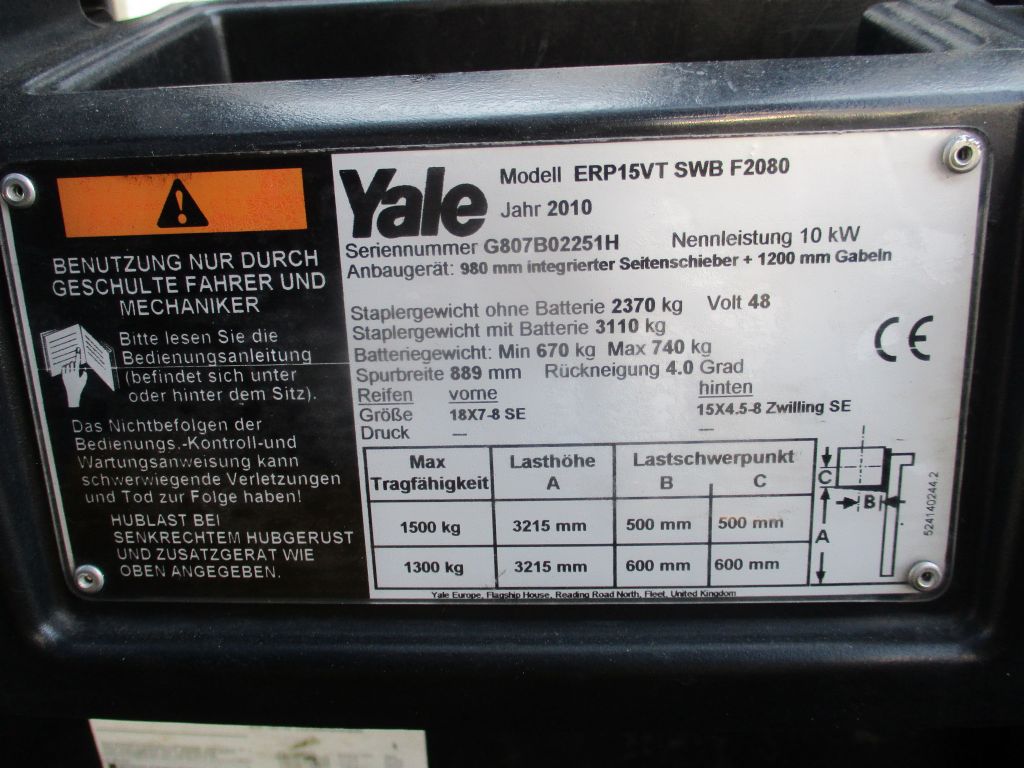 BENUTZUNG NUR DURCH
GESCHULTE FAHRER UND
MECHANIKER
Bitte lesen Sie die
Bedienungsanleitung
(befindet sich unter
oder hinter dem Sitz).
Das Nichtbefolgen der
Bedienungs.-Kontroll-und
Wartungsanweisung kann
schwerwiegende Verletzungen
und Tod zur Folge haben!
HUBLAST BEI
SENKRECHTEM HUBGERUST
UND ZUSATZGERAT WIE
OBEN ANGEGEBEN.
Yale Modell ERP15VT SWB F2080
Jahr 2010
Seriennummer G807B02251H Nennleistung 10 kW
Anbaugerät: 980 mm integrierter Seitenschieber + 1200 mm Gabeln
Staplergewicht ohne Batterie 2370 kg Volt 48
Staplergewicht mit Batterie 3110 kg
Batteriegewicht: Min 670 kg Max 740 kg
Spurbreite 889 mm Rückneigung 4.0 Grad
Reifen vorne hinten
Größe 18X7-8 SE 15X4.5-8 Zwilling SE
Druck — —
CE
Max Lasthöhe Lastschwerpunkt
Tragfähigkeit A B C
1500 kg 3215 mm 500 mm 500 mm
1300 kg 3215 mm 600 mm 600 mm
C
B
A
524140244.2
Yale Europe, Flagship House, Reading Road North, Fleet, United Kingdom